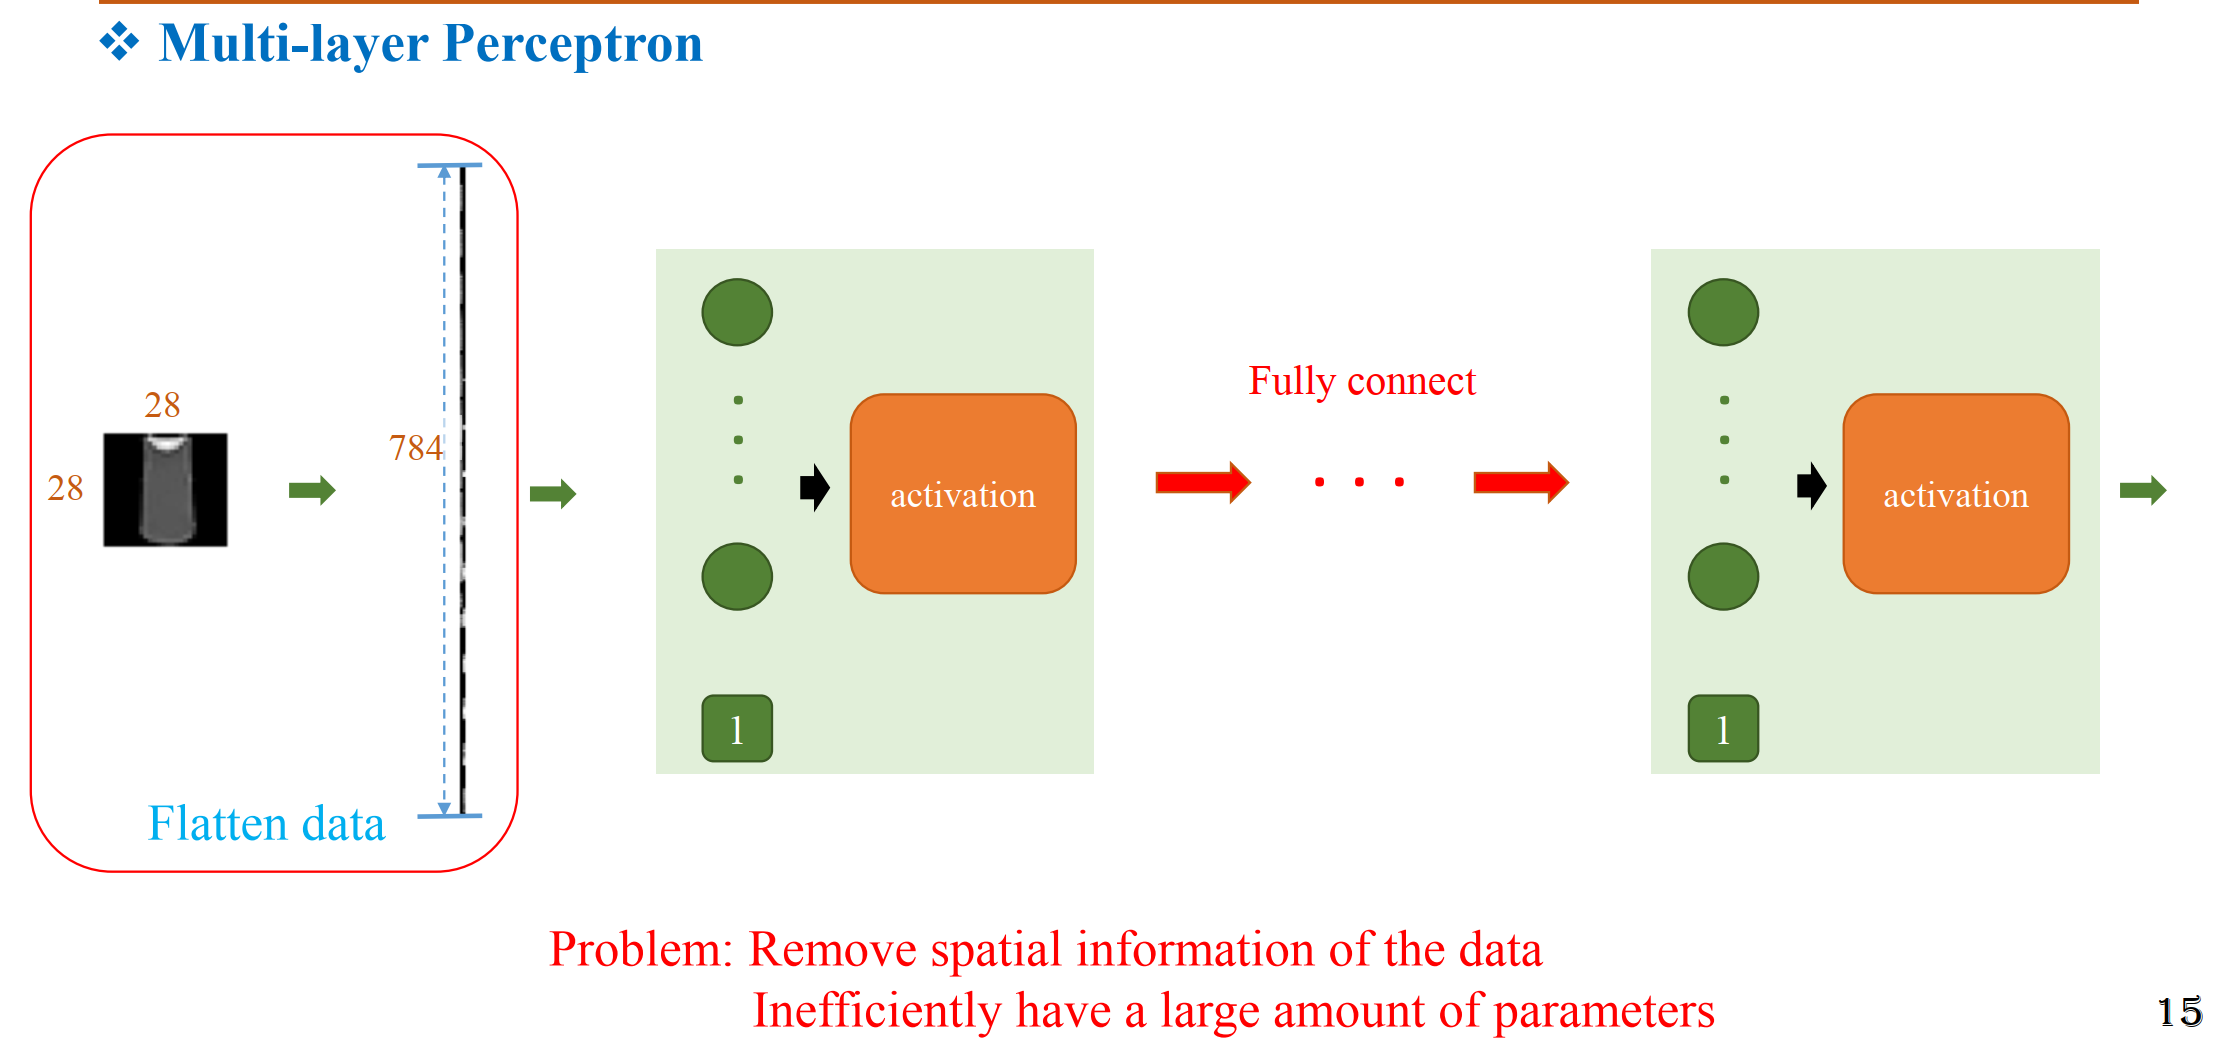 Multi-layer Perceptron
28
28
784
Flatten data
activation
1
Fully connect
activation
1
Problem: Remove spatial information of the data
Inefficiently have a large amount of parameters
15